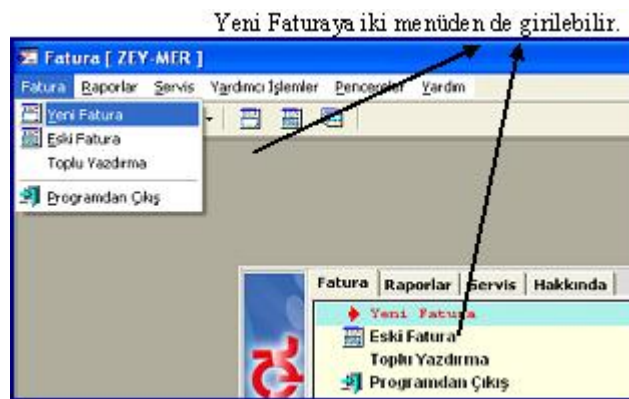 Yeni Faturaya iki menüden de girilebilir.
Fatura [ ZEY-MER ]
Fatura Raporlar Servis Yardımcı İşlemler Pencereler Yardım
Yeni Fatura
Eski Fatura
Toplu Yazdırma
Programdan Çıkış
Fatura Raporlar Servis Hakkında
Yeni Fatura
Eski Fatura
Toplu Yazdırma
Programdan Çıkış